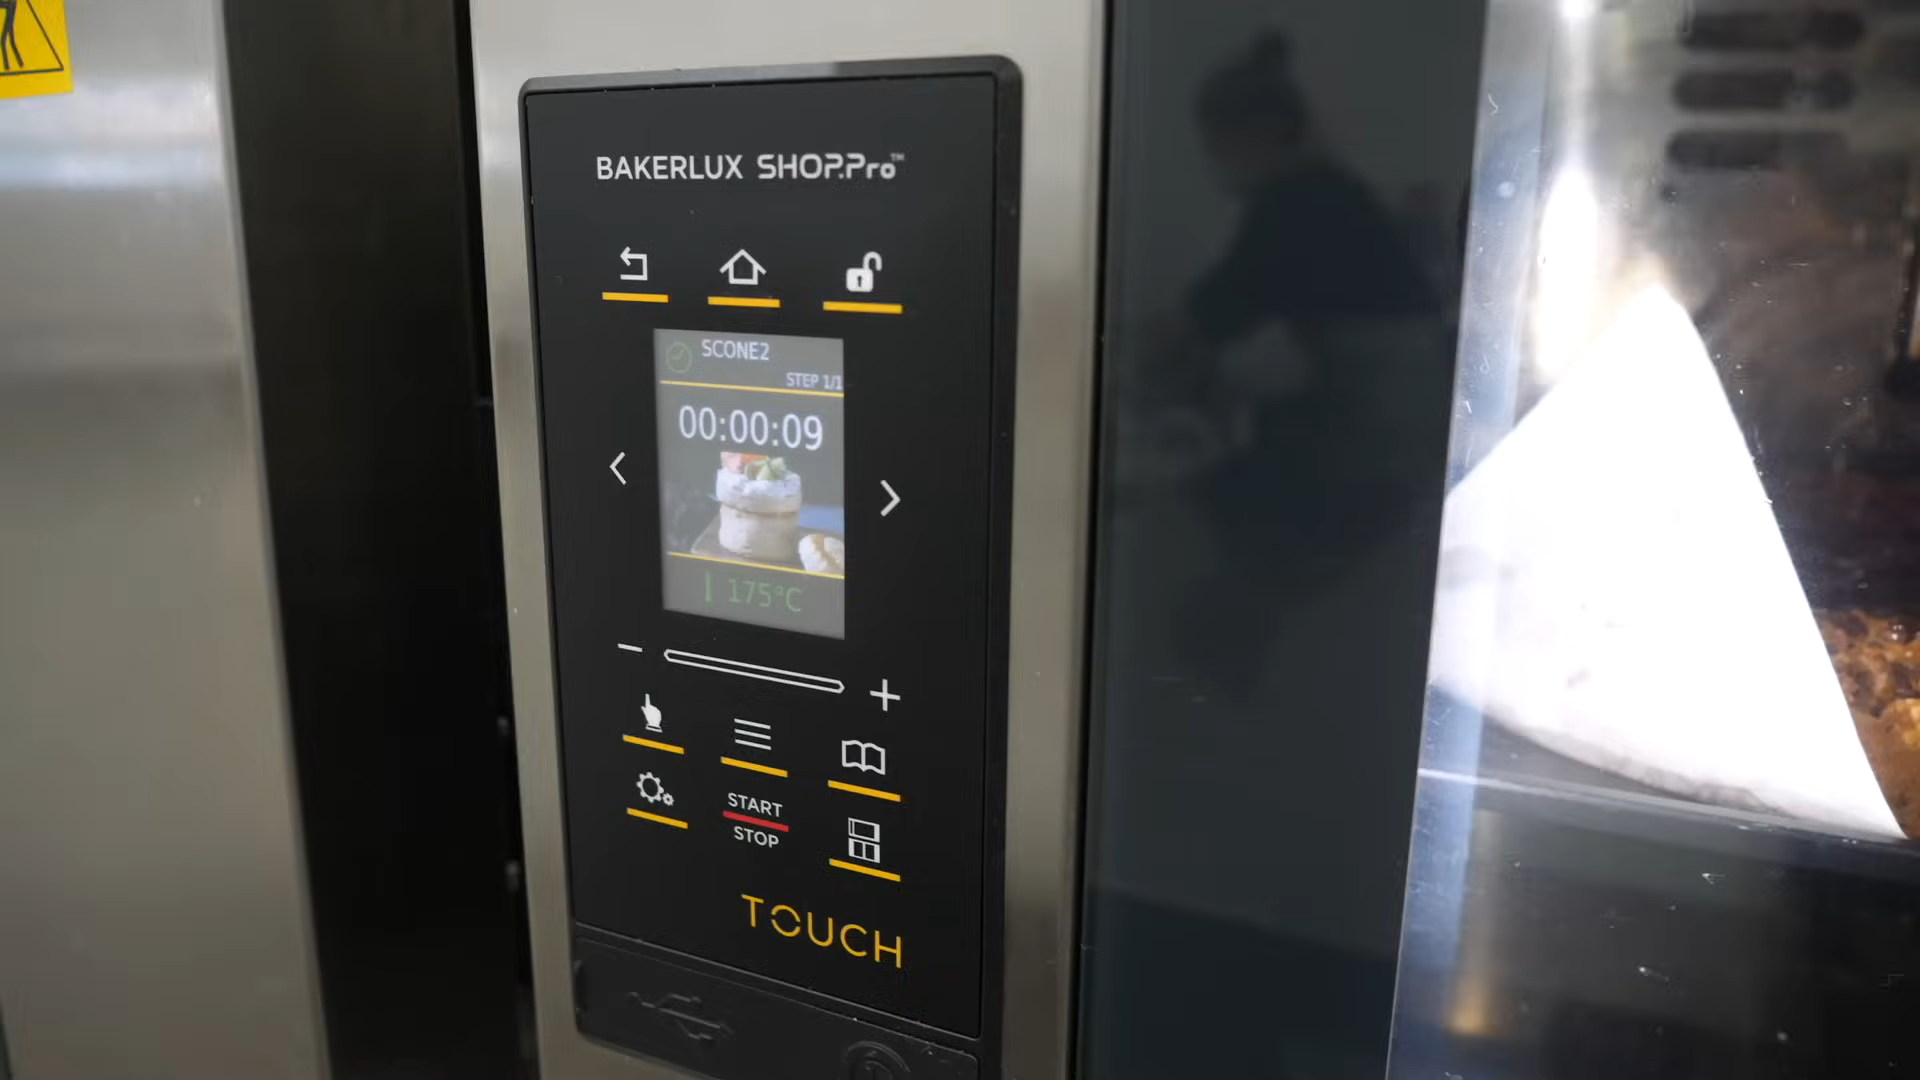 BAKERLUX SHOP.Pro™
SCONE2
STEP 1/1
00:00:09
175°C
START
STOP
TOUCH